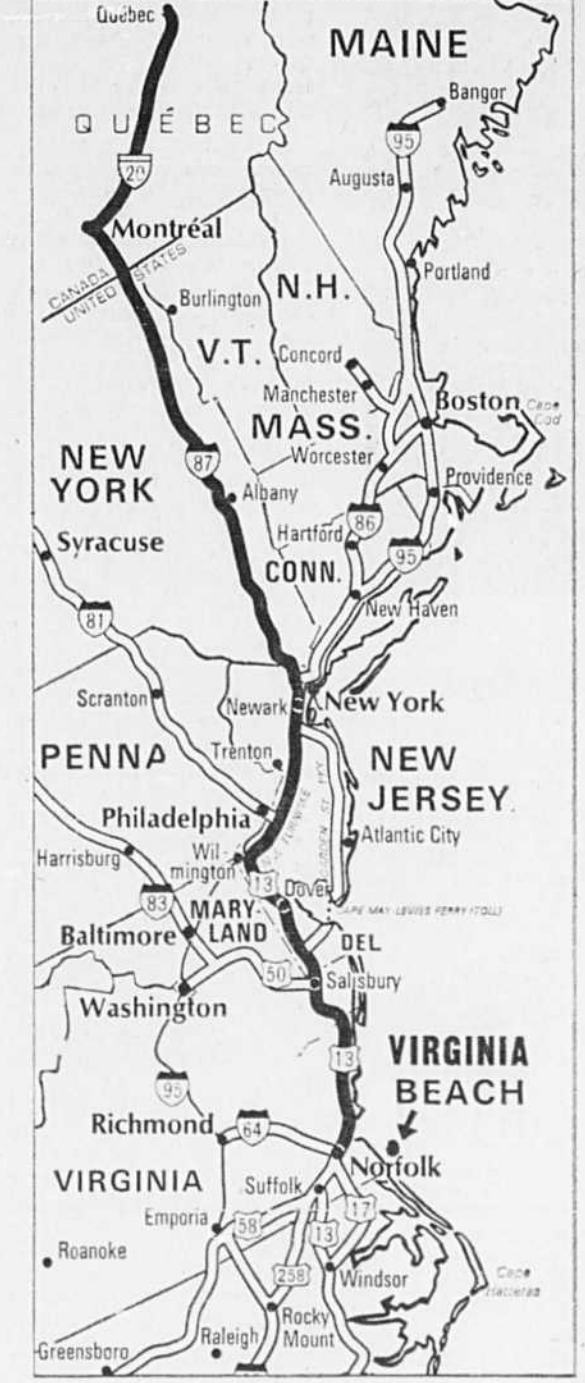 Québec
MAINE
Bangor
QUÉBEC
95
20
Augusta
Montréal
CANADA
UNITED STATES
Portland
N.H.
Burlington
V.T.
Concord
Manchester
MASS.
Boston
Cape
Cod
Worcester
NEW
YORK
87
Albany
Providence
86
Hartford
95
Syracuse
CONN.
New Haven
81
Scranton
Newark
New York
PENNA
Trenton
NEW
JERSEY
Philadelphia
TURNPIKE
Atlantic City
Harrisburg
Wil-
mington
13
Dover
83
MARY-
LAND
CAPE MAY-LEWES FERRY (TOLL)
Baltimore
DEL
50
Salisbury
Washington
13
VIRGINIA
BEACH
95
Richmond
64
Norfolk
VIRGINIA
Suffolk
17
Emporia
58
13
Roanoke
258
Windsor
Cape
Hatteras
Rocky
Mount
Raleigh
Greensboro